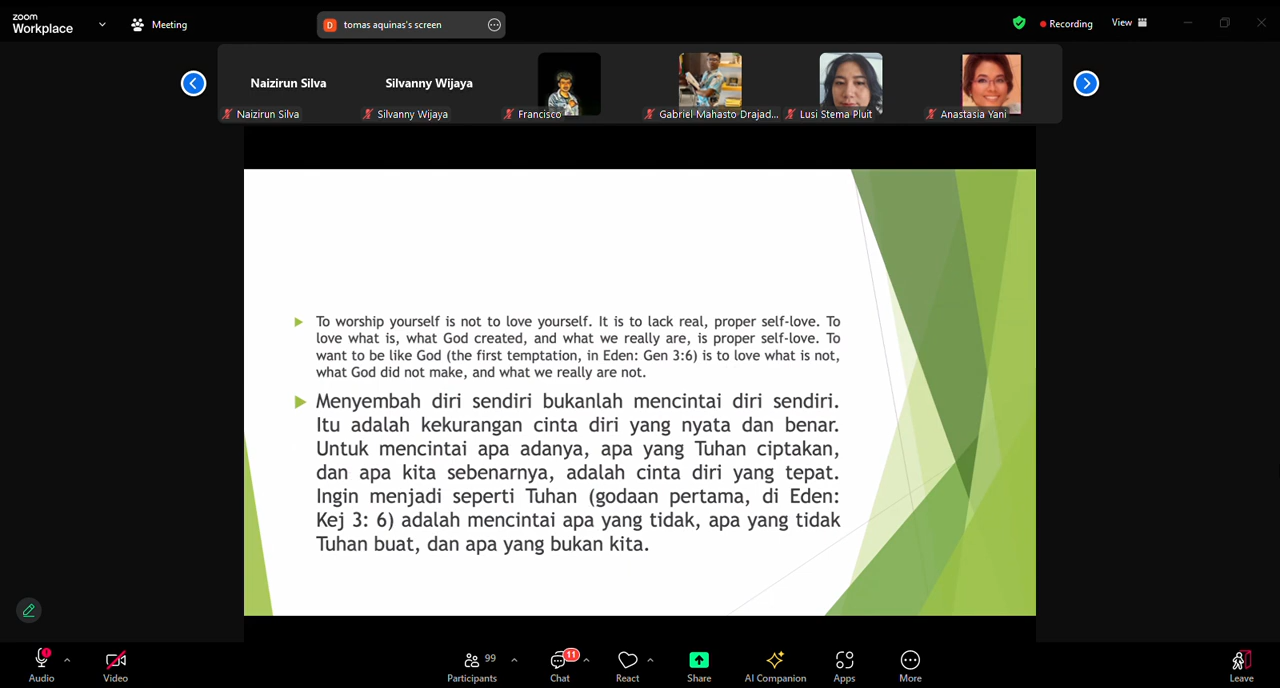 zoom
Workplace
Meeting
D tomas aquinas's screen
Recording
View
Naizirun Silva
Silvanny Wijaya
Naizirun Silva
Silvanny Wijaya
Francisco
Gabriel Mahasto Drajad...
Lusi Stema Pluit
Anastasia Yani
To worship yourself is not to love yourself. It is to lack real, proper self-love. To
love what is, what God created, and what we really are, is proper self-love. To
want to be like God (the first temptation, in Eden: Gen 3:6) is to love what is not,
what God did not make, and what we really are not.
Menyembah diri sendiri bukanlah mencintai diri sendiri.
Itu adalah kekurangan cinta diri yang nyata dan benar.
Untuk mencintai apa adanya, apa yang Tuhan ciptakan,
dan apa kita sebenarnya, adalah cinta diri yang tepat.
Ingin menjadi seperti Tuhan (godaan pertama, di Eden:
Kej 3: 6) adalah mencintai apa yang tidak, apa yang tidak
Tuhan buat, dan apa yang bukan kita.
Audio
Video
99
Participants
11
Chat
React
Share
AI Companion
Apps
More
Leave